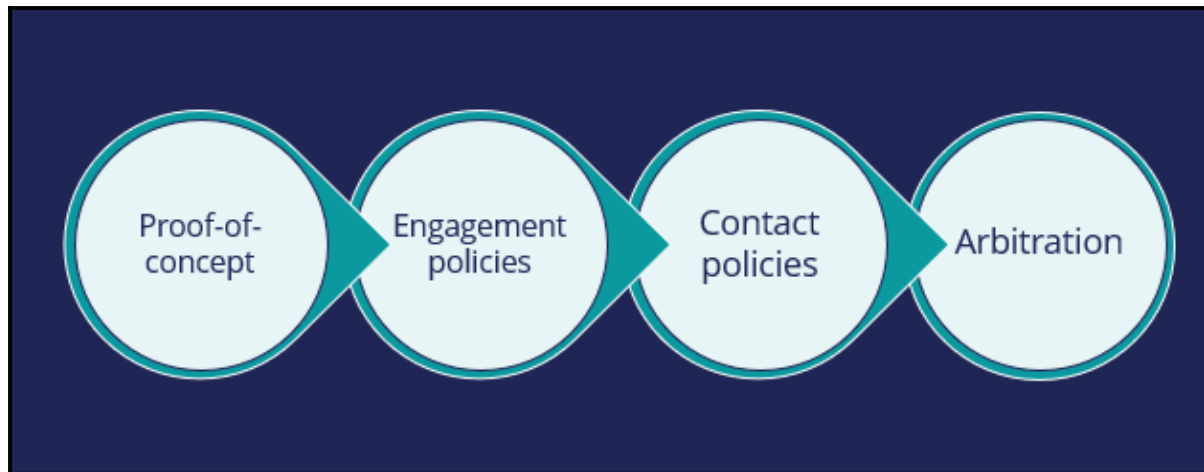 Proof-of-
concept
Engagement
policies
Contact
policies
Arbitration